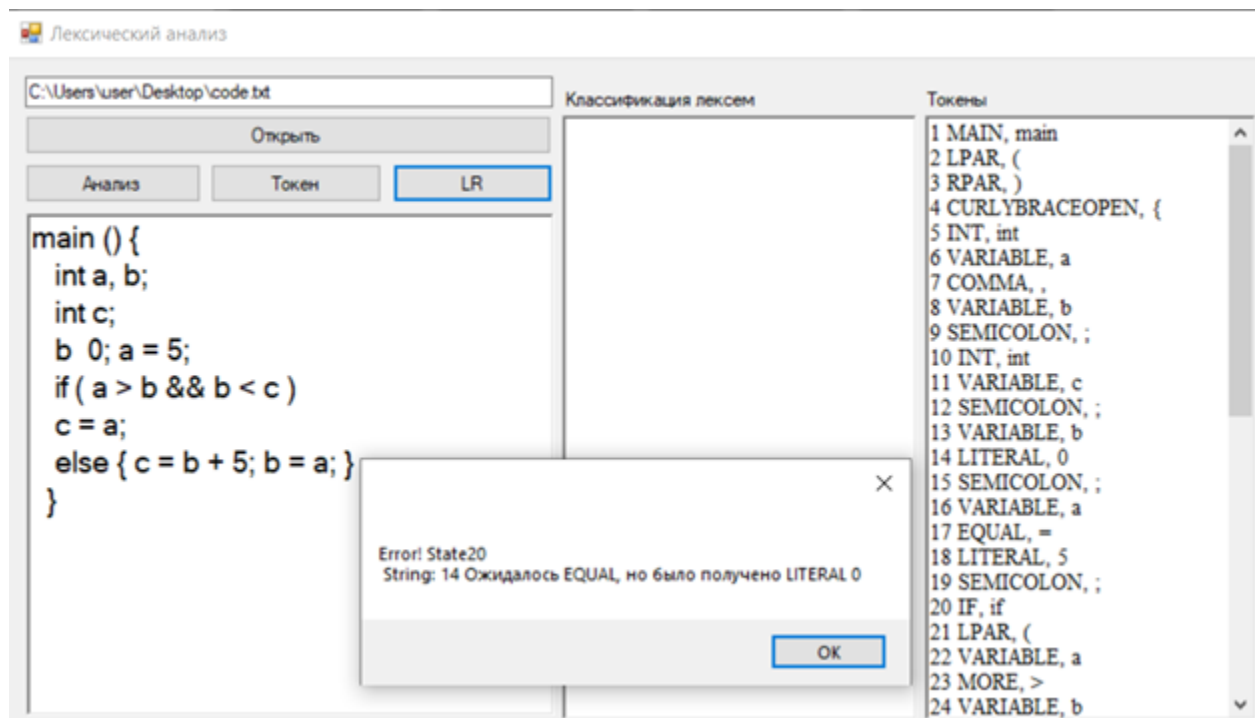 Лексический анализ
C:\Users\user\Desktop\code.txt
Открыть
Анализ Токен LR
main () {
int a, b;
int c;
b 0; a = 5;
if ( a > b && b < c )
c = a;
else { c = b + 5; b = a; }
}
Классификация лексем
Токены
1 MAIN, main
2 LPAR, (
3 RPAR, )
4 CURLYBRACEOPEN, {
5 INT, int
6 VARIABLE, a
7 COMMA, ,
8 VARIABLE, b
9 SEMICOLON, ;
10 INT, int
11 VARIABLE, c
12 SEMICOLON, ;
13 VARIABLE, b
14 LITERAL, 0
15 SEMICOLON, ;
16 VARIABLE, a
17 EQUAL, =
18 LITERAL, 5
19 SEMICOLON, ;
20 IF, if
21 LPAR, (
22 VARIABLE, a
23 MORE, >
24 VARIABLE, b
Error! State20
String: 14 Ожидалось EQUAL, но было получено LITERAL 0
OK